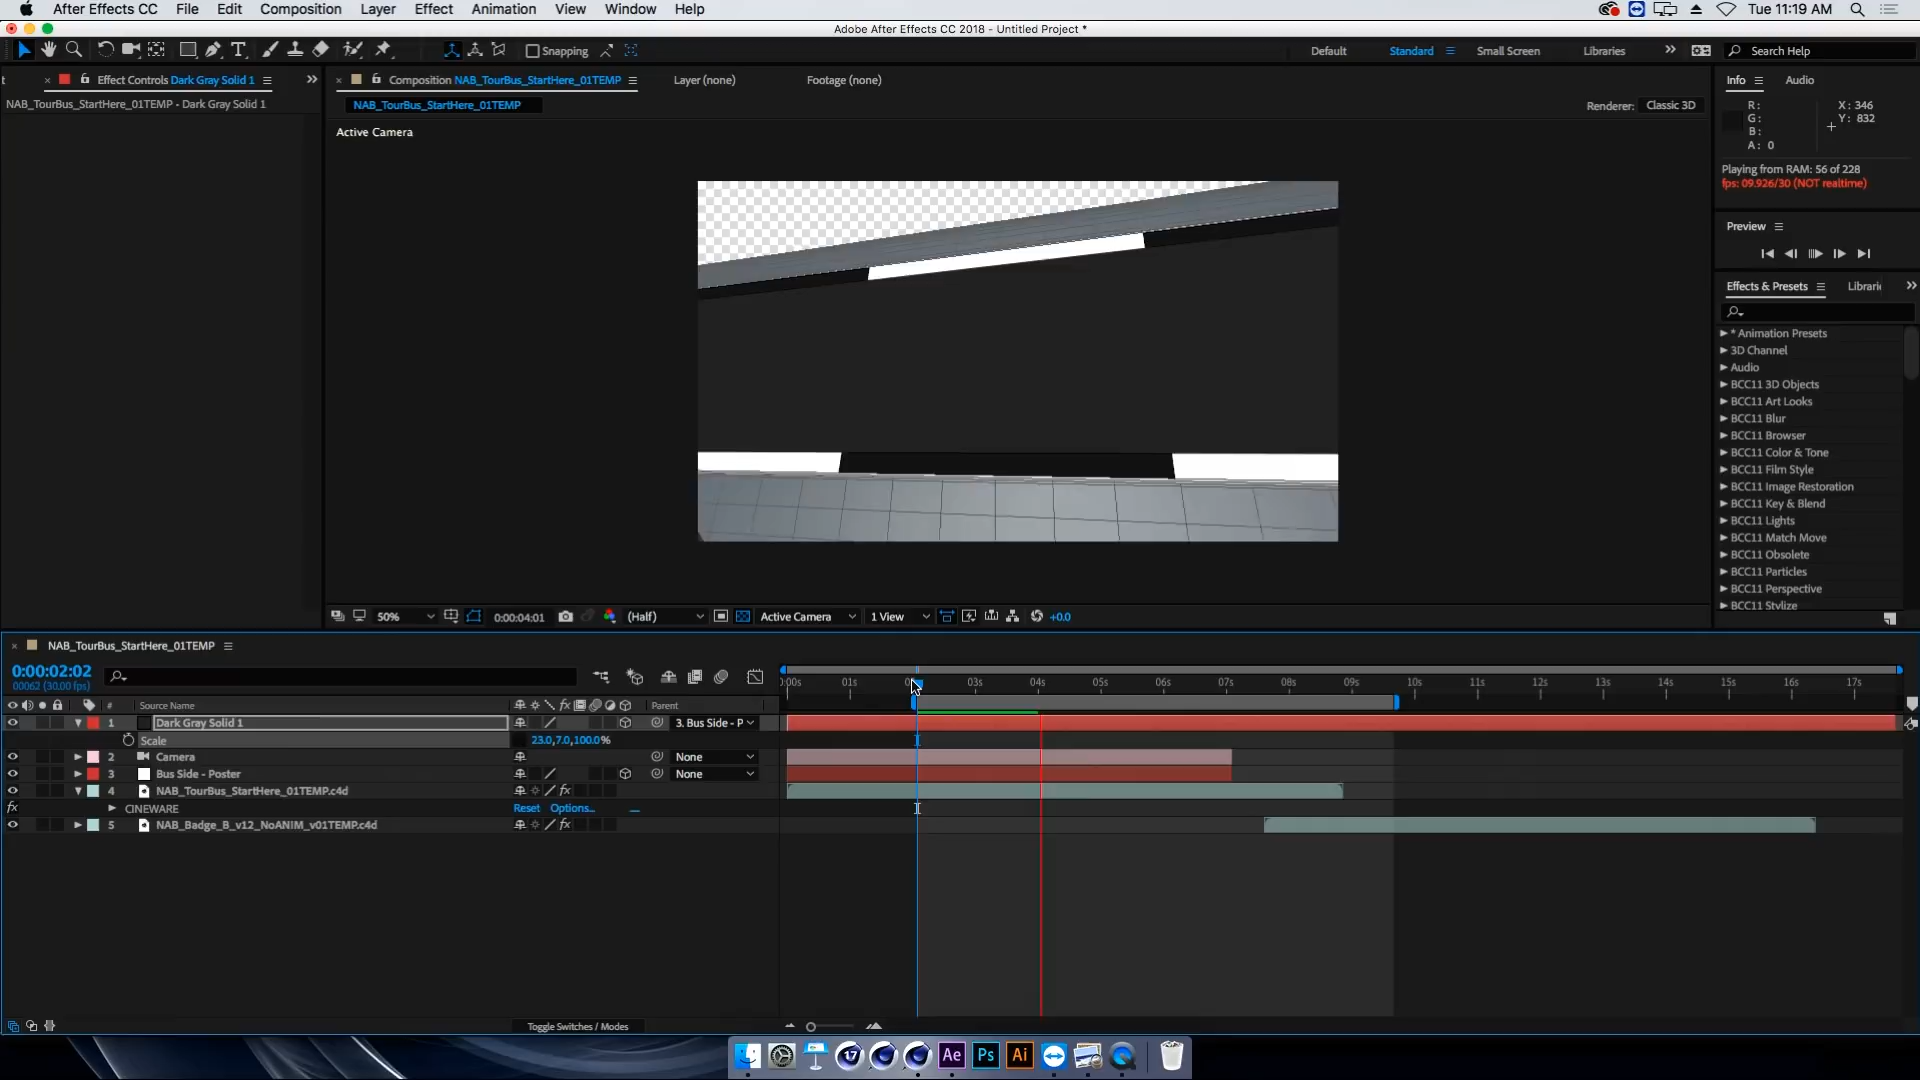 After Effects CC File Edit Composition Layer Effect Animation View Window Help Tue 11:19 AM
Adobe After Effects CC 2018 - Untitled Project *
Snapping Default Standard Small Screen Libraries Search Help
Effect Controls Dark Gray Solid 1
NAB_TourBus_StartHere_01TEMP - Dark Gray Solid 1
Composition NAB_TourBus_StartHere_01TEMP Layer (none) Footage (none)
NAB_TourBus_StartHere_01TEMP Renderer: Classic 3D
Active Camera
Info Audio
R: X: 346
G: Y: 832
B:
A: 0
Playing from RAM: 56 of 228
fps: 09.926/30 (NOT realtime)
Preview
Effects & Presets Librari
* Animation Presets
3D Channel
Audio
BCC11 3D Objects
BCC11 Art Looks
BCC11 Blur
BCC11 Browser
BCC11 Color & Tone
BCC11 Film Style
BCC11 Image Restoration
BCC11 Key & Blend
BCC11 Lights
BCC11 Match Move
BCC11 Obsolete
BCC11 Particles
BCC11 Perspective
BCC11 Stylize
50% 0:00:04:01 (Half) Active Camera 1 View +0.0
NAB_TourBus_StartHere_01TEMP
0:00:02:02
00062 (30.00 fps)
:00s 01s 03s 04s 05s 06s 07s 08s 09s 10s 11s 12s 13s 14s 15s 16s 17s
# Source Name Parent
1 Dark Gray Solid 1 3. Bus Side - P
Scale 23.0,7.0,100.0%
2 Camera None
3 Bus Side - Poster None
4 NAB_TourBus_StartHere_01TEMP.c4d
fx CINEWARE Reset Options...
5 NAB_Badge_B_v12_NoANIM_v01TEMP.c4d
Toggle Switches / Modes
17 Ae Ps Ai